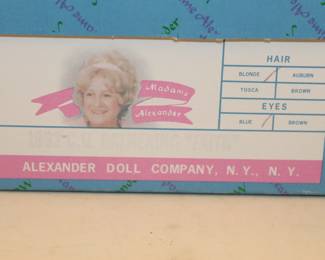 Madame
Alexander
HAIR
BLONDE AUBURN
TOSCA BROWN
EYES
BLUE BROWN
ALEXANDER DOLL COMPANY, N.Y., N.Y.